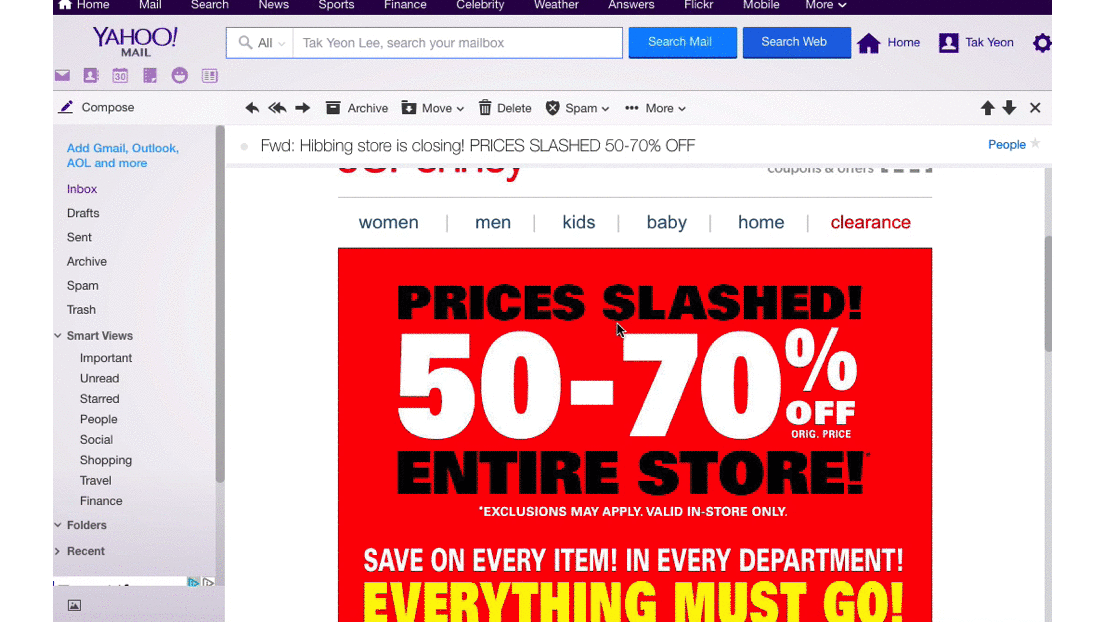 Home Mail Search News Sports Finance Celebrity Weather Answers Flickr Mobile More
YAHOO!
MAIL
All Tak Yeon Lee, search your mailbox Search Mail Search Web Home Tak Yeon
30
Compose Archive Move Delete Spam More
Fwd: Hibbing store is closing! PRICES SLASHED 50-70% OFF People
Add Gmail, Outlook,
AOL and more
Inbox
Drafts
Sent
Archive
Spam
Trash
Smart Views
Important
Unread
Starred
People
Social
Shopping
Travel
Finance
Folders
Recent
coupons & offers
women | men | kids | baby | home | clearance
PRICES SLASHED!
50-70%
OFF
ORIG. PRICE
ENTIRE STORE!*
*EXCLUSIONS MAY APPLY. VALID IN-STORE ONLY.
SAVE ON EVERY ITEM! IN EVERY DEPARTMENT!
EVERYTHING MUST GO!